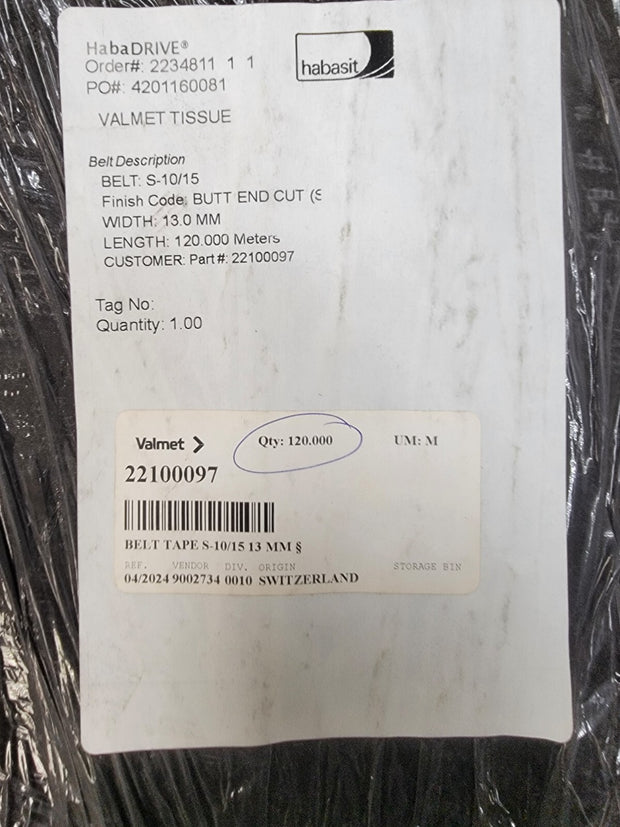 HabaDRIVE®
habasit
Order#: 2234811 1 1
PO#: 4201160081
VALMET TISSUE
Belt Description
BELT: S-10/15
Finish Code: BUTT END CUT (S
WIDTH: 13.0 MM
LENGTH: 120.000 Meters
CUSTOMER: Part#: 22100097
Tag No:
Quantity: 1.00
Valmet Qty: 120.000 UM: M
22100097
BELT TAPE S-10/15 13 MM §
REF. VENDOR DIV. ORIGIN STORAGE BIN
04/2024 9002734 0010 SWITZERLAND